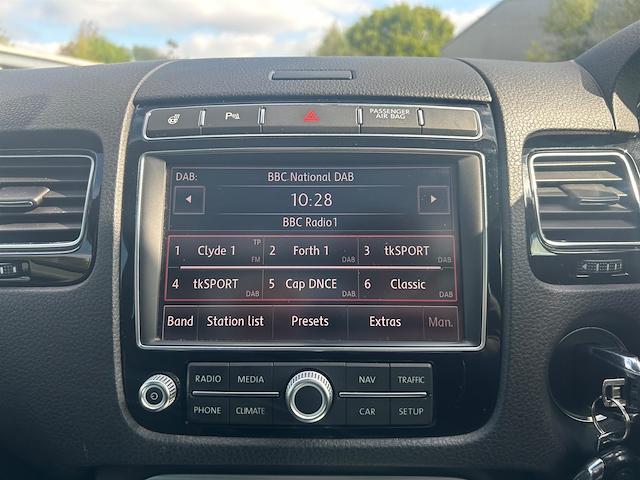 PASSENGER
AIR BAG
DAB: BBC National DAB
10:28
BBC Radio1
1 Clyde 1 TP FM 2 Forth 1 DAB 3 tkSPORT DAB
4 tkSPORT DAB 5 Cap DNCE DAB 6 Classic DAB
Band Station list Presets Extras Man.
RADIO MEDIA NAV TRAFFIC
PHONE CLIMATE CAR SETUP